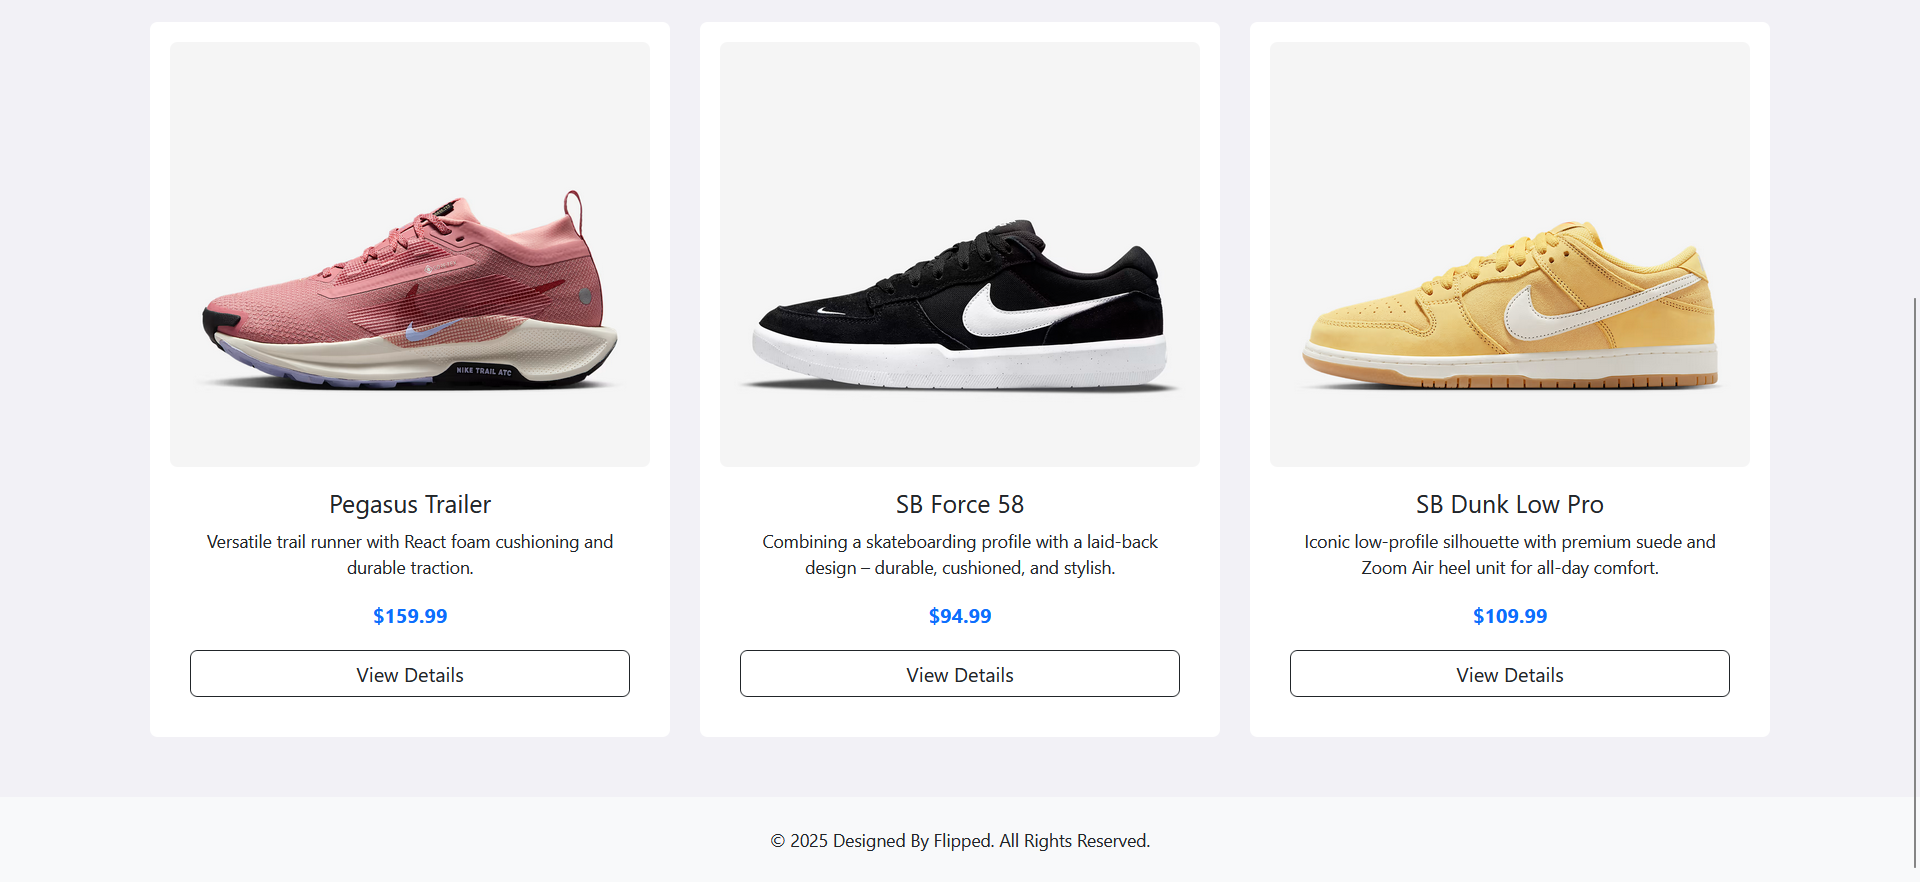 NIKE TRAIL ATC
Pegasus Trailer
Versatile trail runner with React foam cushioning and
durable traction.
$159.99
View Details
SB Force 58
Combining a skateboarding profile with a laid-back
design – durable, cushioned, and stylish.
$94.99
View Details
SB Dunk Low Pro
Iconic low-profile silhouette with premium suede and
Zoom Air heel unit for all-day comfort.
$109.99
View Details
© 2025 Designed By Flipped. All Rights Reserved.